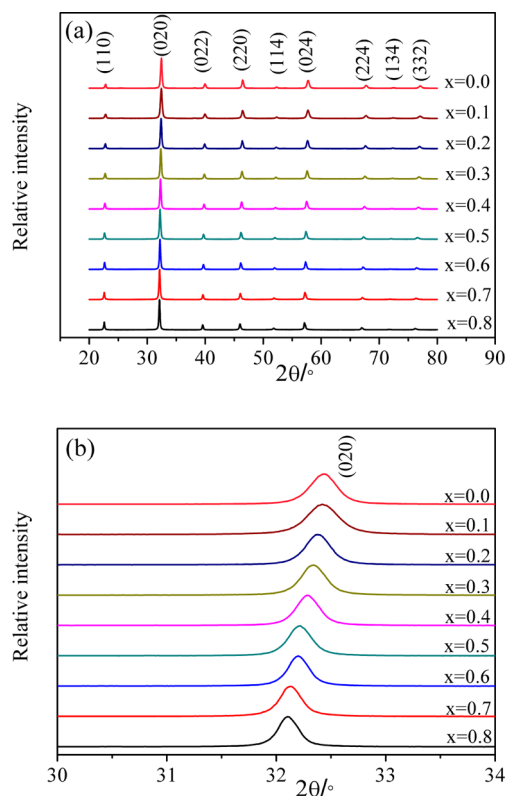 (a)
(110)
(020)
(022)
(220)
(114)
(024)
(224)
(134)
(332)
x=0.0
x=0.1
x=0.2
x=0.3
x=0.4
x=0.5
x=0.6
x=0.7
x=0.8
Relative intensity
20 30 40 50 60 70 80 90
2θ/°
(b)
(020)
x=0.0
x=0.1
x=0.2
x=0.3
x=0.4
x=0.5
x=0.6
x=0.7
x=0.8
Relative intensity
30 31 32 33 34
2θ/°